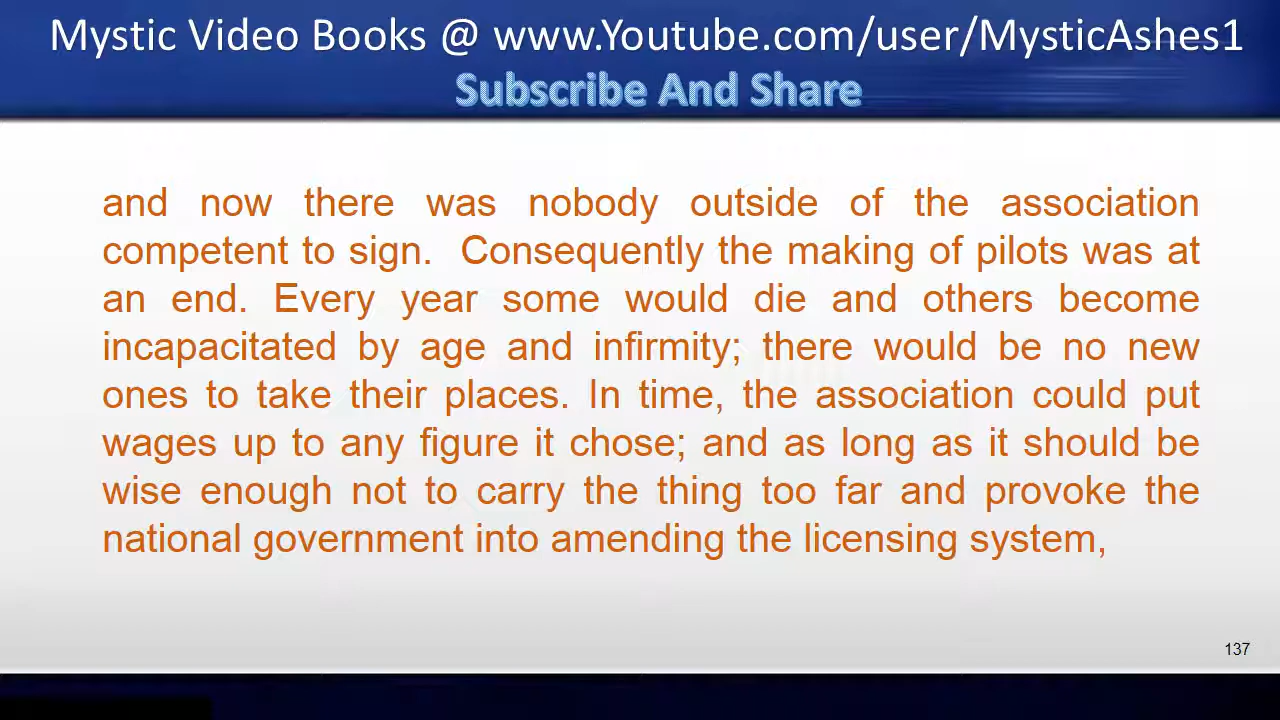 Mystic Video Books @ www.Youtube.com/user/MysticAshes1
Subscribe And Share
and now there was nobody outside of the association
competent to sign.  Consequently the making of pilots was at
an end. Every year some would die and others become
incapacitated by age and infirmity; there would be no new
ones to take their places. In time, the association could put
wages up to any figure it chose; and as long as it should be
wise enough not to carry the thing too far and provoke the
national government into amending the licensing system,
137